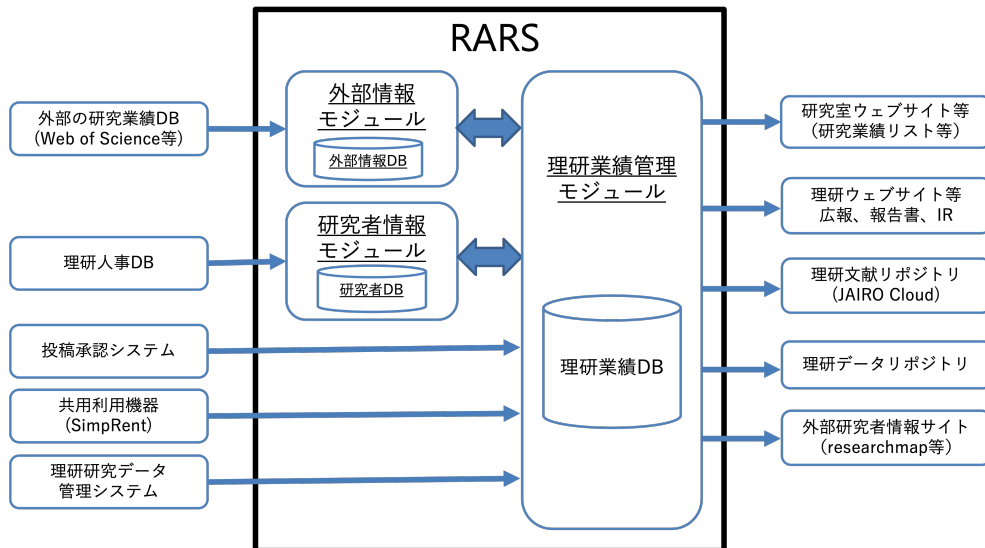 RARS
外部の研究業績DB
(Web of Science等)
理研人事DB
投稿承認システム
共用利用機器
(SimpRent)
理研研究データ
管理システム
外部情報
モジュール
外部情報DB
研究者情報
モジュール
研究者DB
理研業績管理
モジュール
理研業績DB
研究室ウェブサイト等
(研究業績リスト等)
理研ウェブサイト等
広報、報告書、IR
理研文献リポジトリ
(JAIRO Cloud)
理研データリポジトリ
外部研究者情報サイト
(researchmap等)